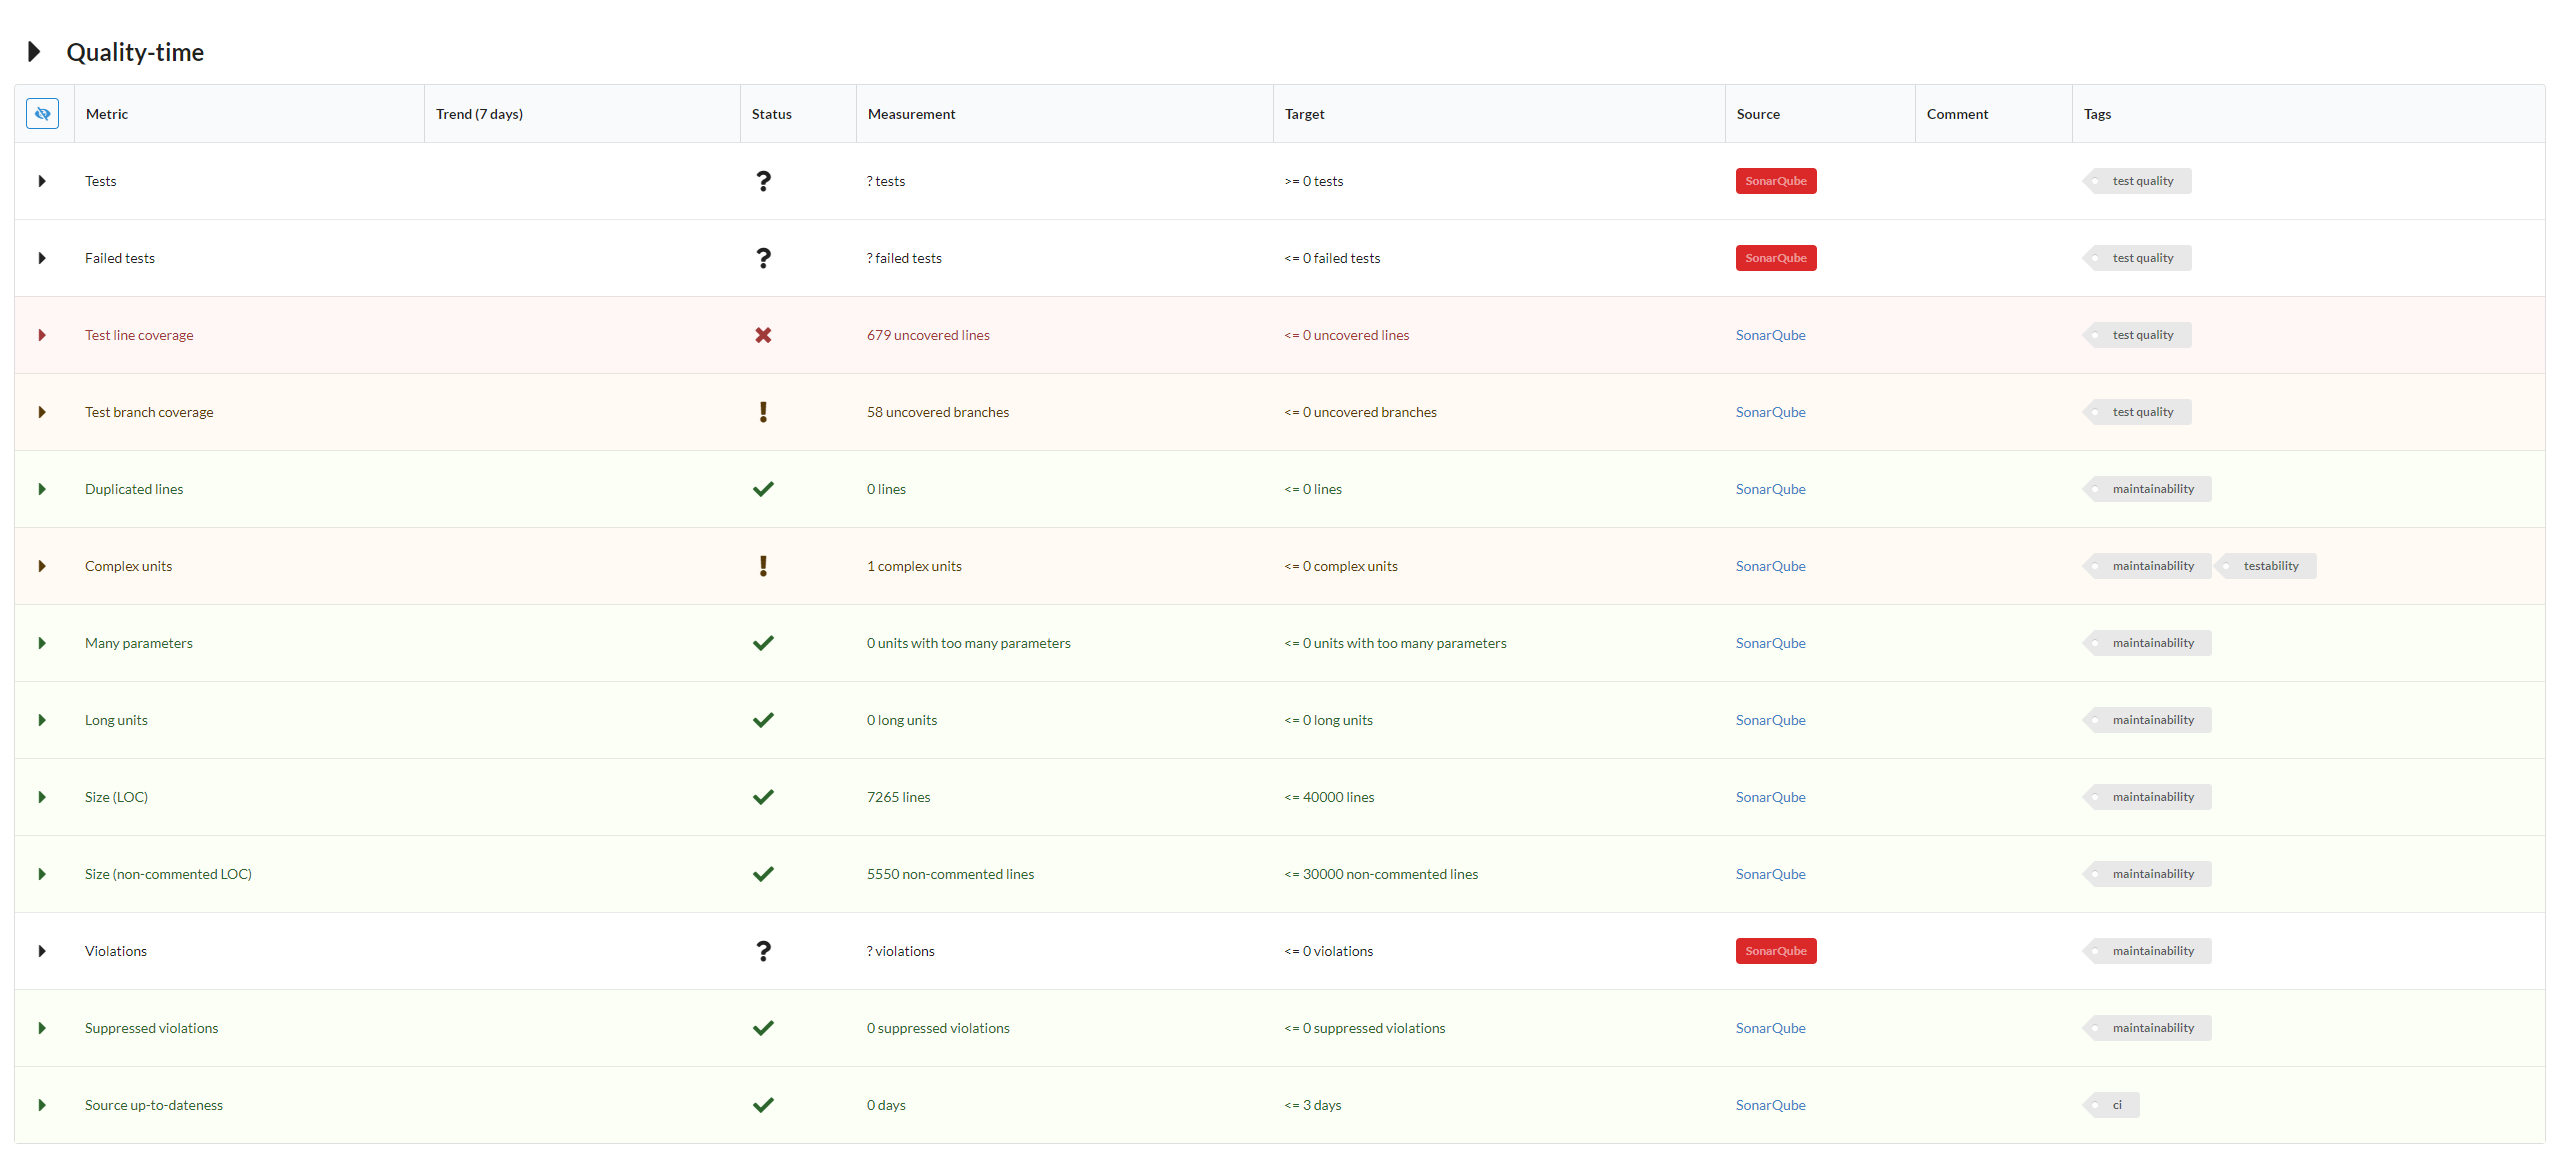 Quality-time
Metric Trend (7 days) Status Measurement Target Source Comment Tags
Tests ? ? tests >= 0 tests SonarQube test quality
Failed tests ? ? failed tests <= 0 failed tests SonarQube test quality
Test line coverage 679 uncovered lines <= 0 uncovered lines SonarQube test quality
Test branch coverage ! 58 uncovered branches <= 0 uncovered branches SonarQube test quality
Duplicated lines 0 lines <= 0 lines SonarQube maintainability
Complex units ! 1 complex units <= 0 complex units SonarQube maintainability testability
Many parameters 0 units with too many parameters <= 0 units with too many parameters SonarQube maintainability
Long units 0 long units <= 0 long units SonarQube maintainability
Size (LOC) 7265 lines <= 40000 lines SonarQube maintainability
Size (non-commented LOC) 5550 non-commented lines <= 30000 non-commented lines SonarQube maintainability
Violations ? ? violations <= 0 violations SonarQube maintainability
Suppressed violations 0 suppressed violations <= 0 suppressed violations SonarQube maintainability
Source up-to-dateness 0 days <= 3 days SonarQube ci